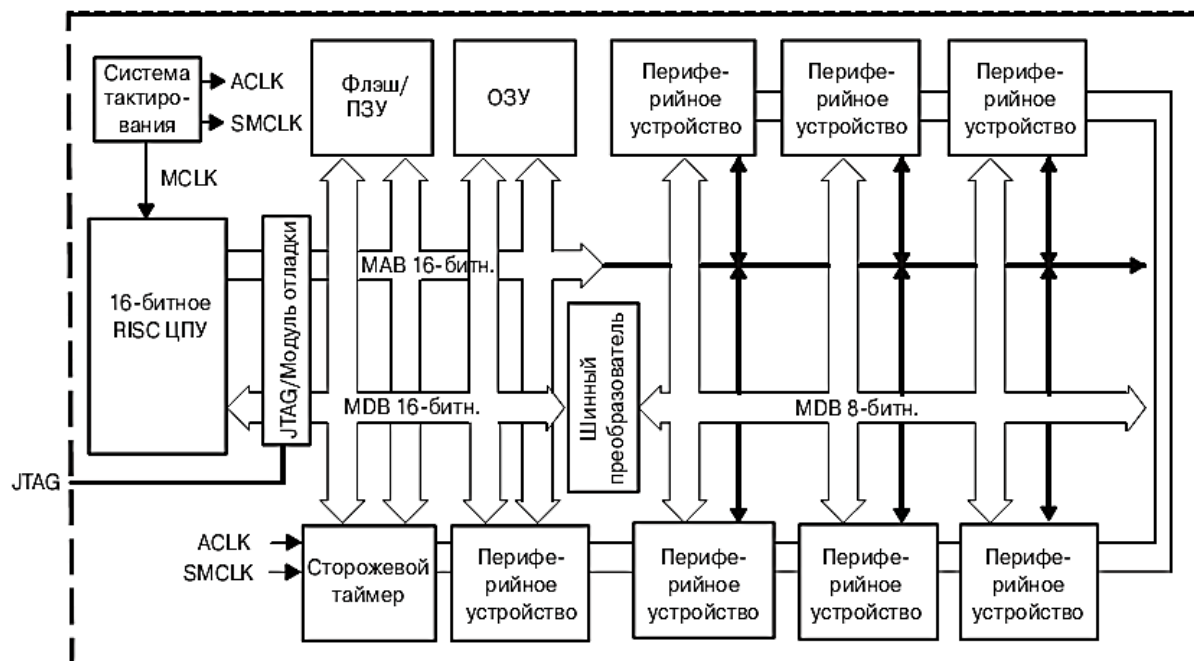 Система
тактиро-
вания
ACLK
SMCLK
MCLK
Флэш/
ПЗУ
ОЗУ
Перифе-
рийное
устройство
Перифе-
рийное
устройство
Перифе-
рийное
устройство
16-битное
RISC ЦПУ
JTAG/Модуль отладки
MAB 16-битн.
MDB 16-битн.
Шинный
преобразователь
MDB 8-битн.
JTAG
ACLK
SMCLK
Сторожевой
таймер
Перифе-
рийное
устройство
Перифе-
рийное
устройство
Перифе-
рийное
устройство
Перифе-
рийное
устройство